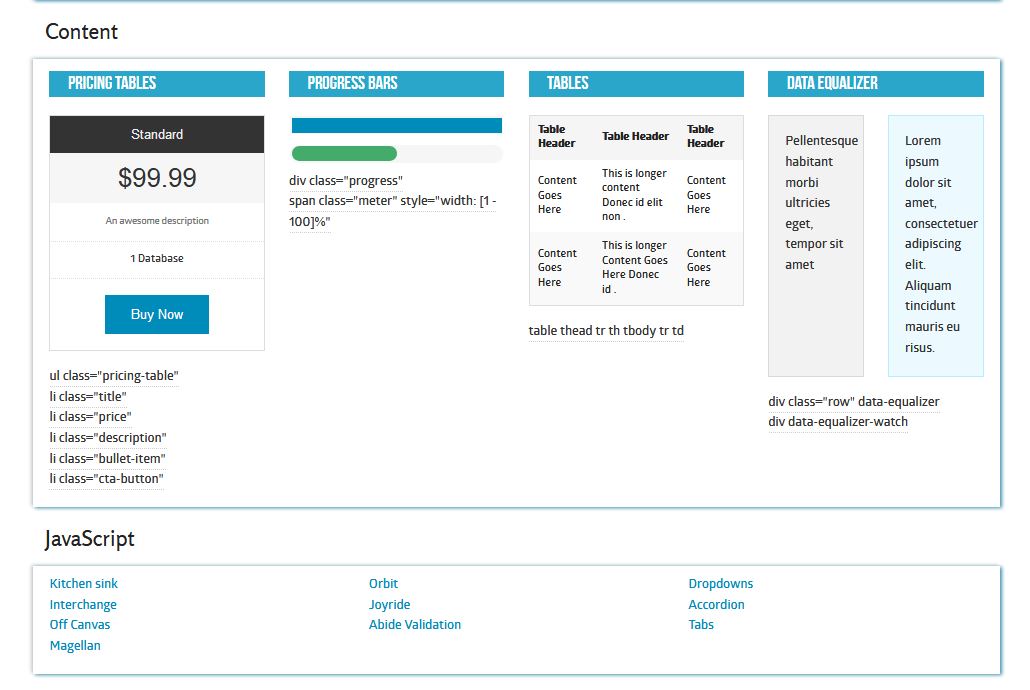 Content
PRICING TABLES
Standard
$99.99
An awesome description
1 Database
Buy Now
ul class="pricing-table"
li class="title"
li class="price"
li class="description"
li class="bullet-item"
li class="cta-button"
PROGRESS BARS
div class="progress"
span class="meter" style="width: [1 -
100]%"
TABLES
Table Header
Table Header
Table Header
Content Goes Here
This is longer content Donec id elit non .
Content Goes Here
Content Goes Here
This is longer Content Goes Here Donec id .
Content Goes Here
table thead tr th tbody tr td
DATA EQUALIZER
Pellentesque
habitant
morbi
ultricies
eget,
tempor sit
amet
Lorem
ipsum
dolor sit
amet,
consectetuer
adipiscing
elit.
Aliquam
tincidunt
mauris eu
risus.
div class="row" data-equalizer
div data-equalizer-watch
JavaScript
Kitchen sink
Interchange
Off Canvas
Magellan
Orbit
Joyride
Abide Validation
Dropdowns
Accordion
Tabs